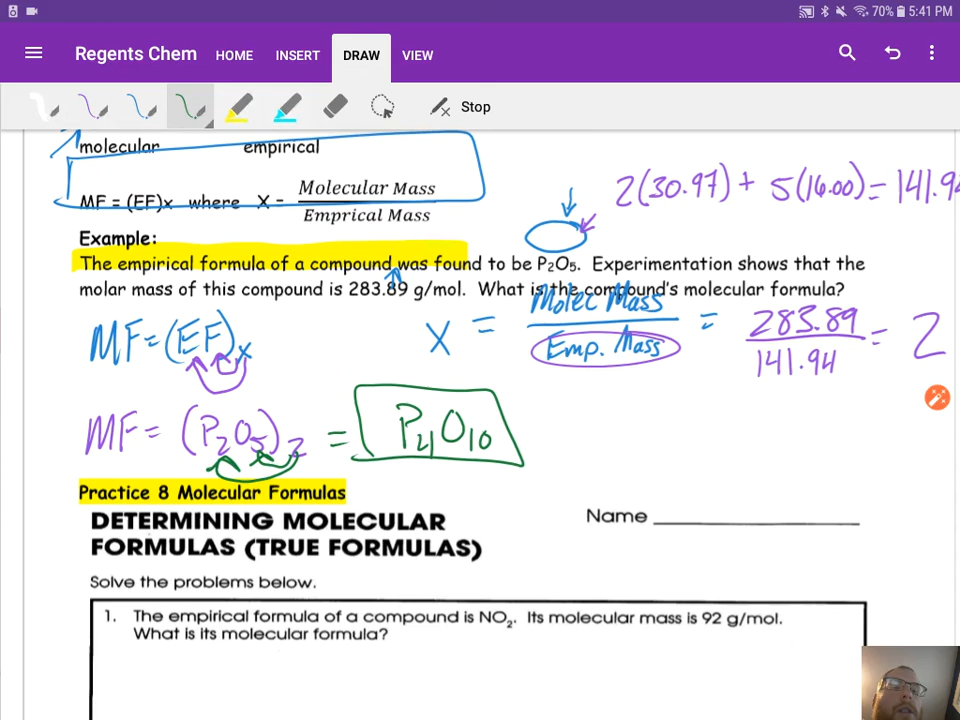 70% 5:41 PM
Regents Chem HOME INSERT DRAW VIEW
Stop
molecular empirical
2(30.97) + 5(16.00) = 141.94
MF = (EF)x where X = Molecular Mass
Emprical Mass
Example:
The empirical formula of a compound was found to be P₂O₅. Experimentation shows that the
molar mass of this compound is 283.89 g/mol. What is the compound's molecular formula?
MF = (EF)x X = Molec Mass = 283.89 = 2
Emp. Mass 141.94
MF = (P₂O₅)₂ = P₄O₁₀
Practice 8 Molecular Formulas
DETERMINING MOLECULAR
FORMULAS (TRUE FORMULAS)
Name
Solve the problems below.
1. The empirical formula of a compound is NO₂. Its molecular mass is 92 g/mol.
What is its molecular formula?